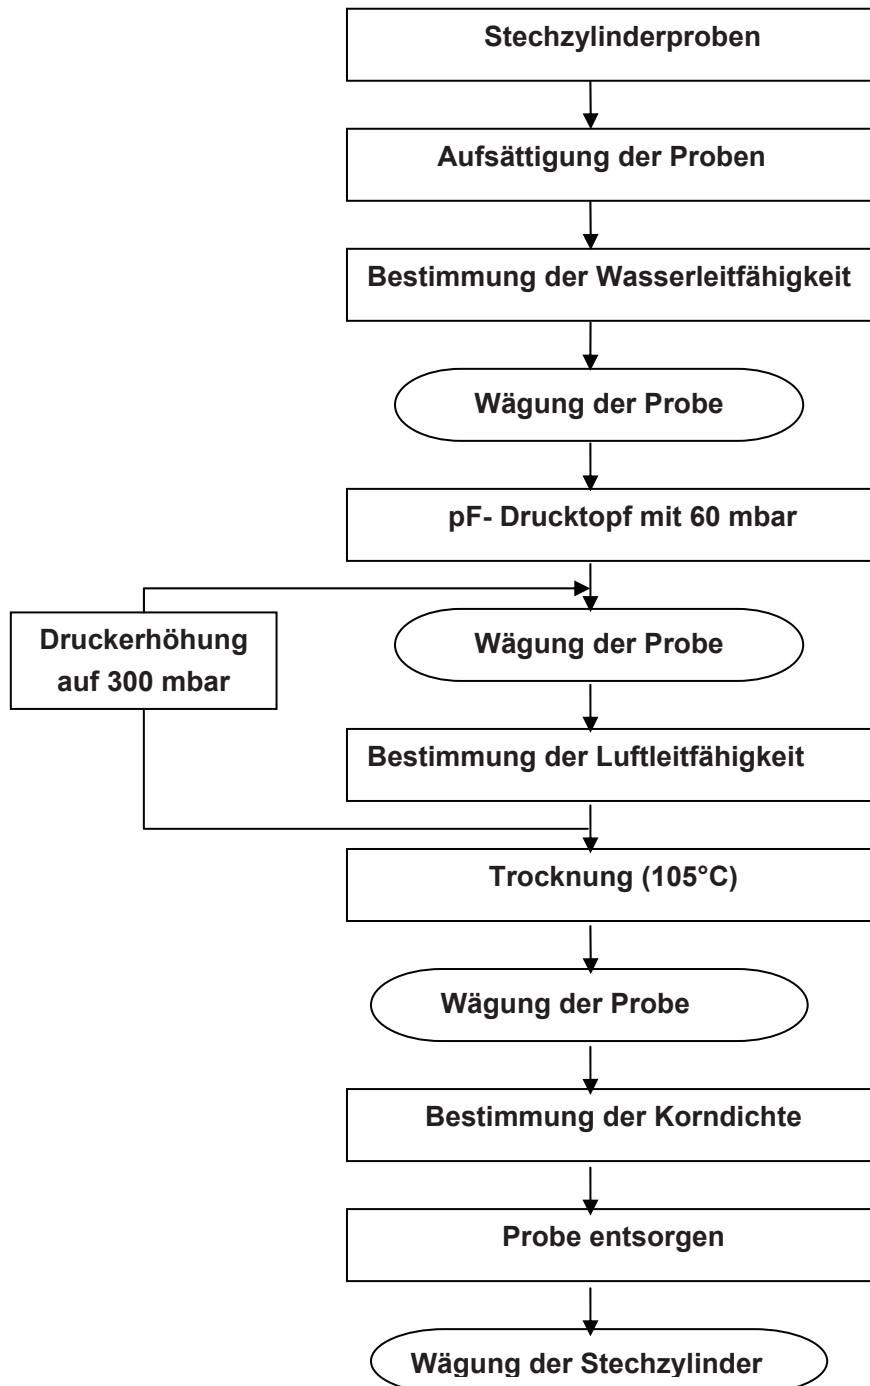 Stechzylinderproben
Aufsättigung der Proben
Bestimmung der Wasserleitfähigkeit
Wägung der Probe
pF- Drucktopf mit 60 mbar
Druckerhöhung
auf 300 mbar
Wägung der Probe
Bestimmung der Luftleitfähigkeit
Trocknung (105°C)
Wägung der Probe
Bestimmung der Korndichte
Probe entsorgen
Wägung der Stechzylinder